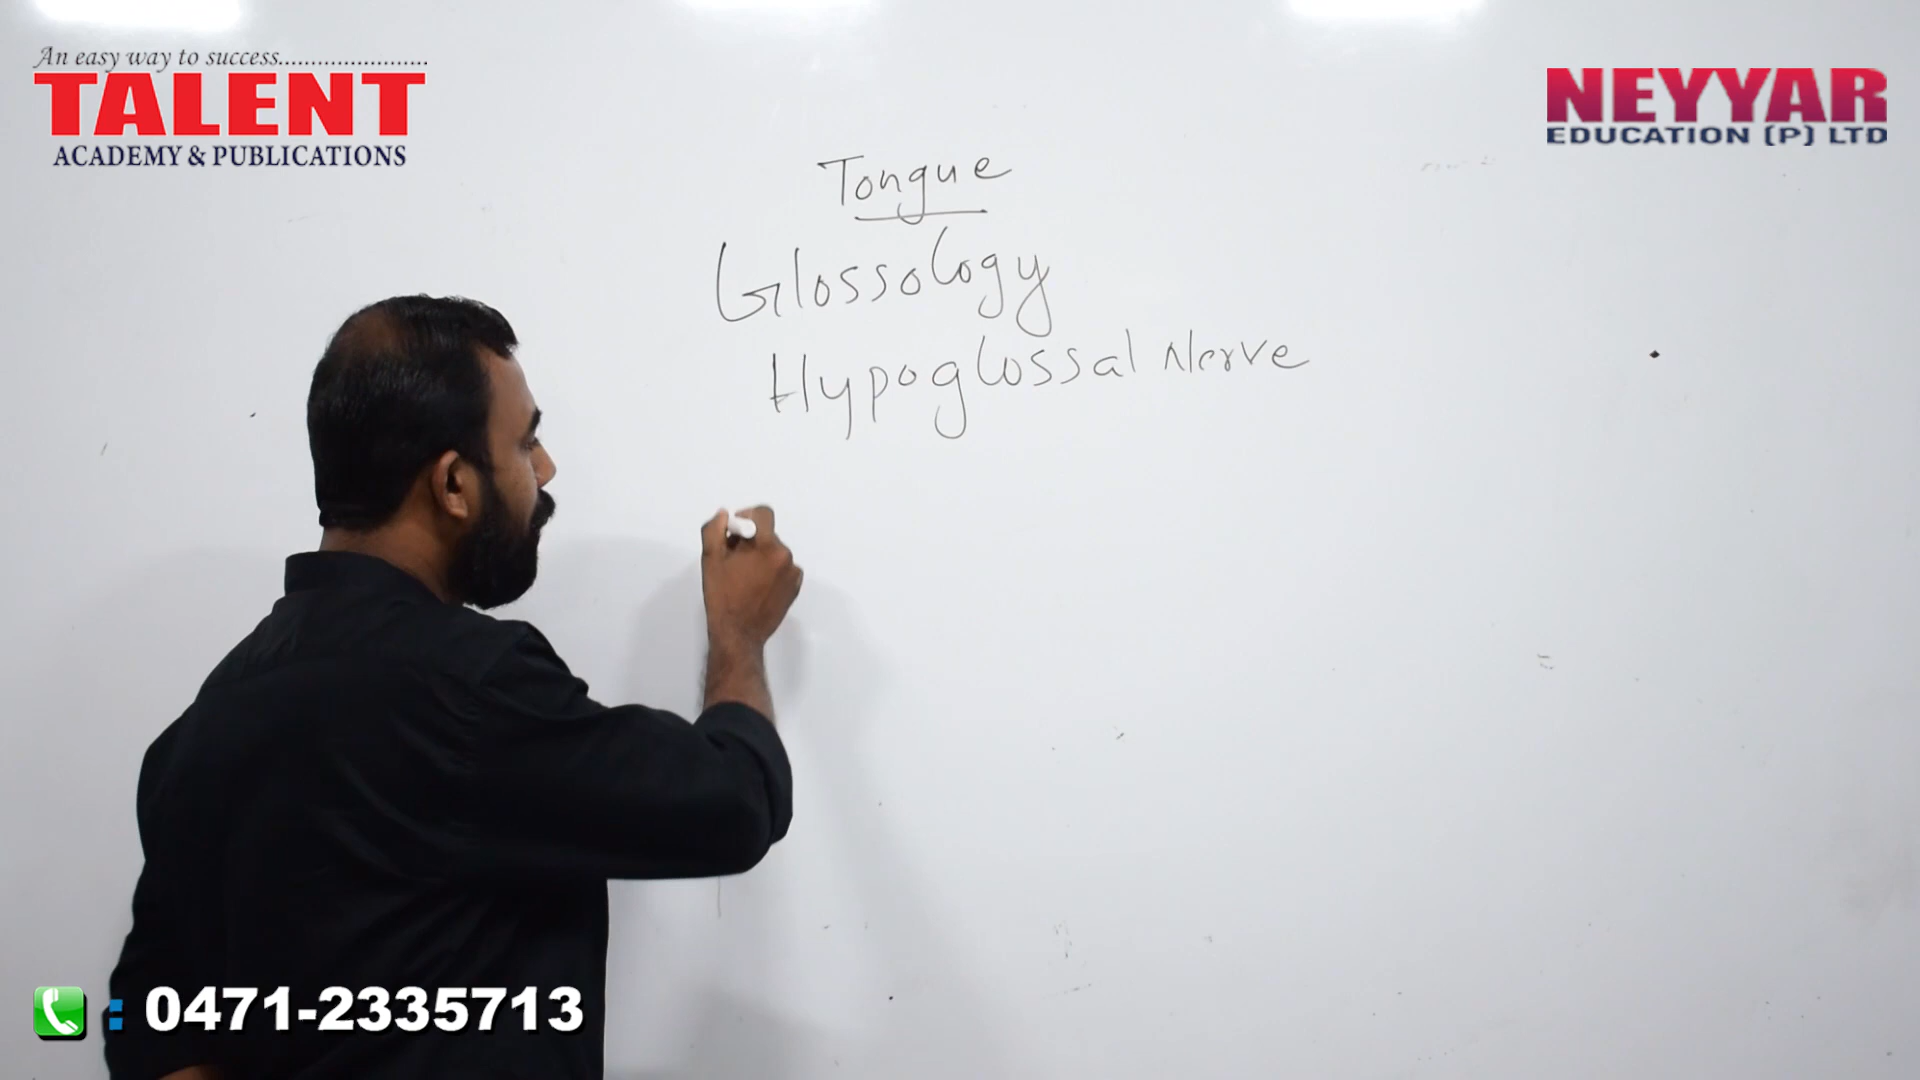 An easy way to success.......................
TALENT
ACADEMY & PUBLICATIONS
NEYYAR
EDUCATION (P) LTD
Tongue
Glossology
Hypoglossal Nerve
: 0471-2335713